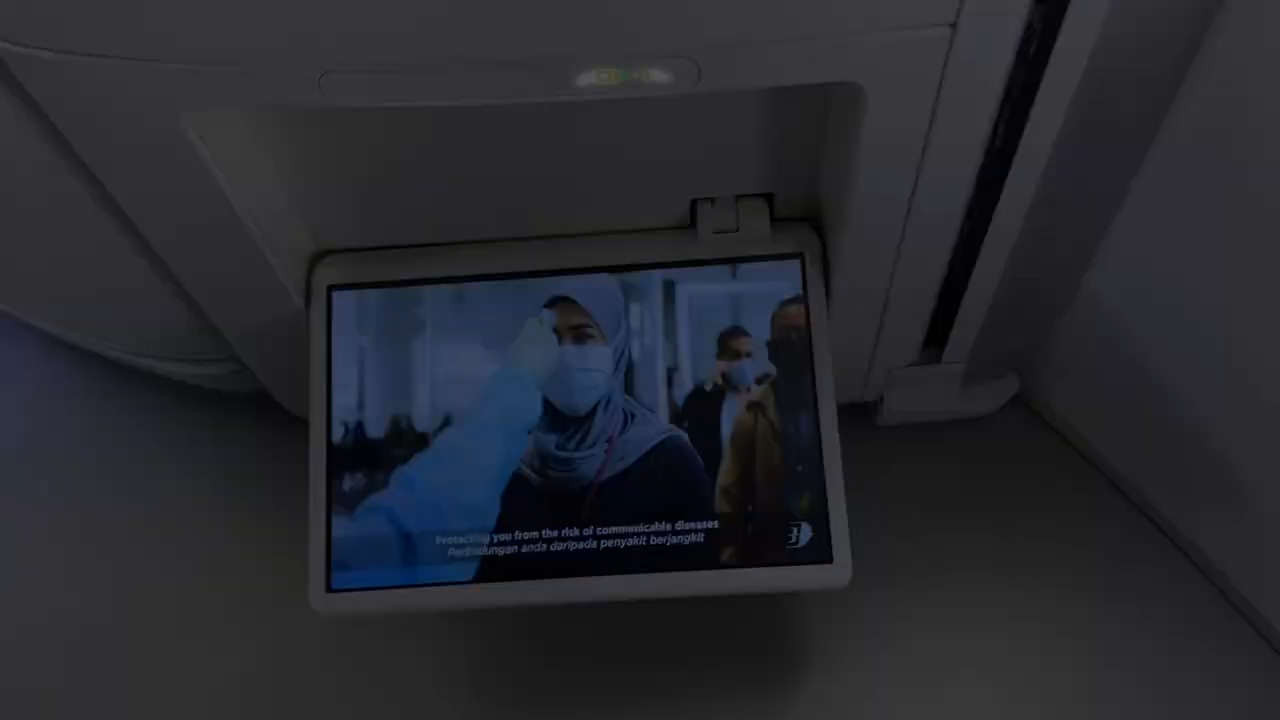 Protecting you from the risk of communicable diseases
Perlindungan anda daripada penyakit berjangkit